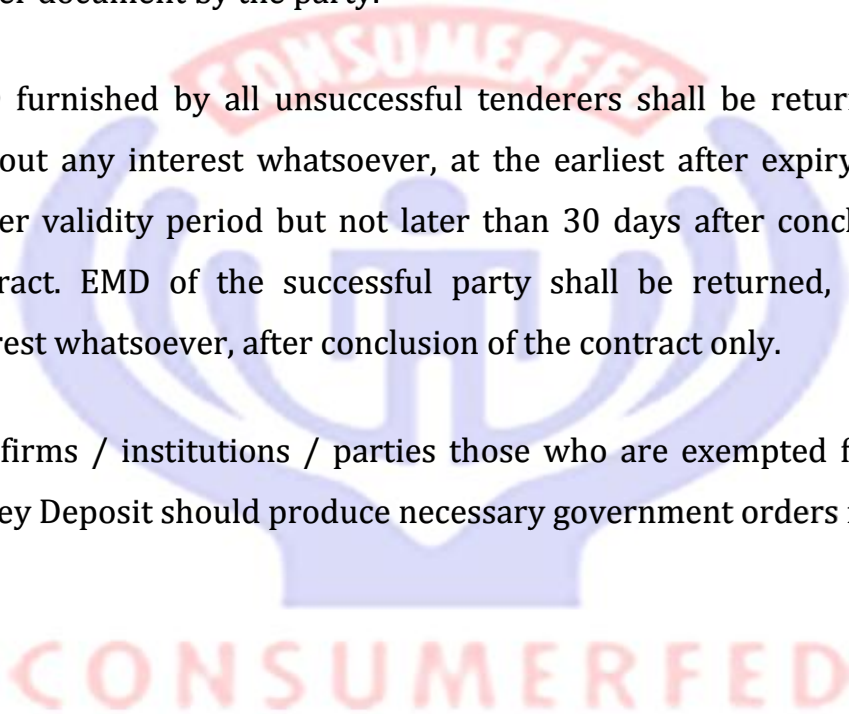 er document by the party.
CONSUMERFED
furnished by all unsuccessful tenderers shall be return
out any interest whatsoever, at the earliest after expiry
er validity period but not later than 30 days after concl
ract. EMD of the successful party shall be returned,
rest whatsoever, after conclusion of the contract only.
firms / institutions / parties those who are exempted f
ey Deposit should produce necessary government orders
CONSUMERFED